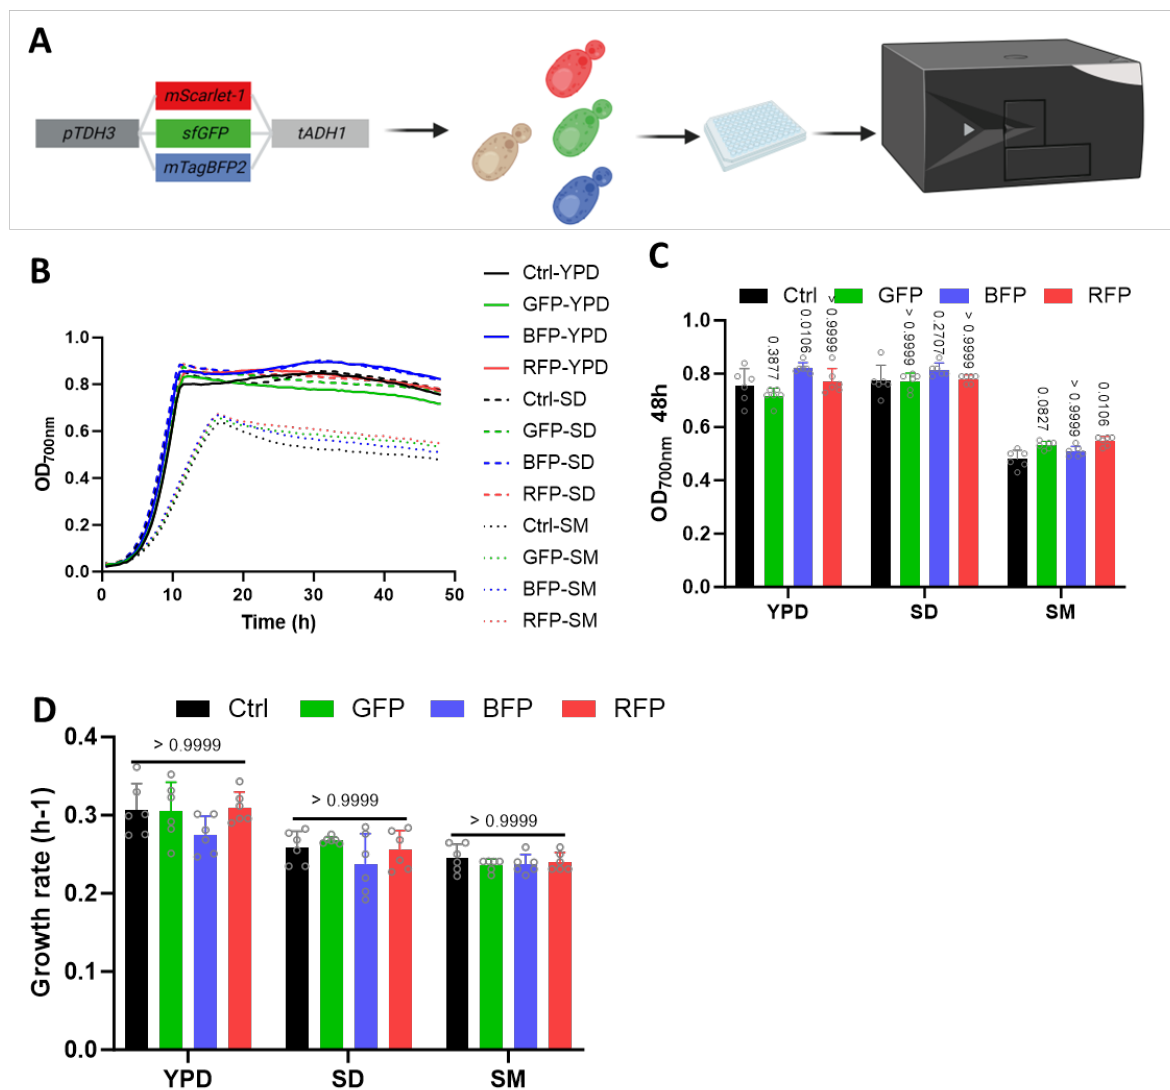 A
mScarlet-1
pTDH3
sfGFP
tADH1
mTagBFP2
B
Ctrl-YPD
GFP-YPD
BFP-YPD
RFP-YPD
Ctrl-SD
GFP-SD
BFP-SD
RFP-SD
Ctrl-SM
GFP-SM
BFP-SM
RFP-SM
OD700nm
1.0
0.8
0.6
0.4
0.2
0.0
0 10 20 30 40 50
Time (h)
C
Ctrl GFP BFP RFP
OD700nm 48h
1.0
0.8
0.6
0.4
0.2
0.0
0.3877
0.0106
> 0.9999
> 0.9999
0.2707
> 0.9999
0.0827
> 0.9999
0.0106
YPD SD SM
D
Ctrl GFP BFP RFP
Growth rate (h-1)
0.4
0.3
0.2
0.1
0.0
> 0.9999
> 0.9999
> 0.9999
YPD SD SM